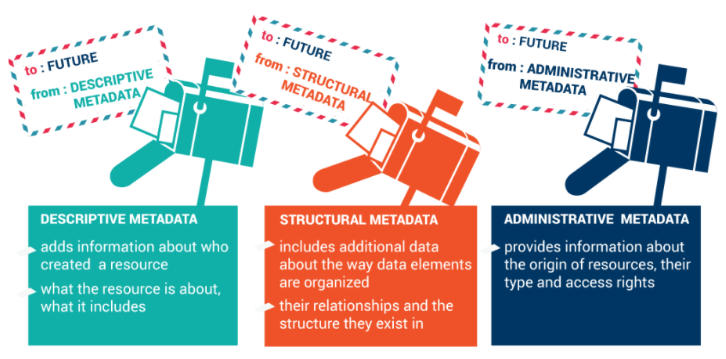 to : FUTURE
from : DESCRIPTIVE
METADATA
to : FUTURE
from : STRUCTURAL
METADATA
to : FUTURE
from : ADMINISTRATIVE
METADATA
DESCRIPTIVE METADATA
adds information about who
created a resource
what the resource is about,
what it includes
STRUCTURAL METADATA
includes additional data
about the way data elements
are organized
their relationships and the
structure they exist in
ADMINISTRATIVE METADATA
provides information about
the origin of resources, their
type and access rights